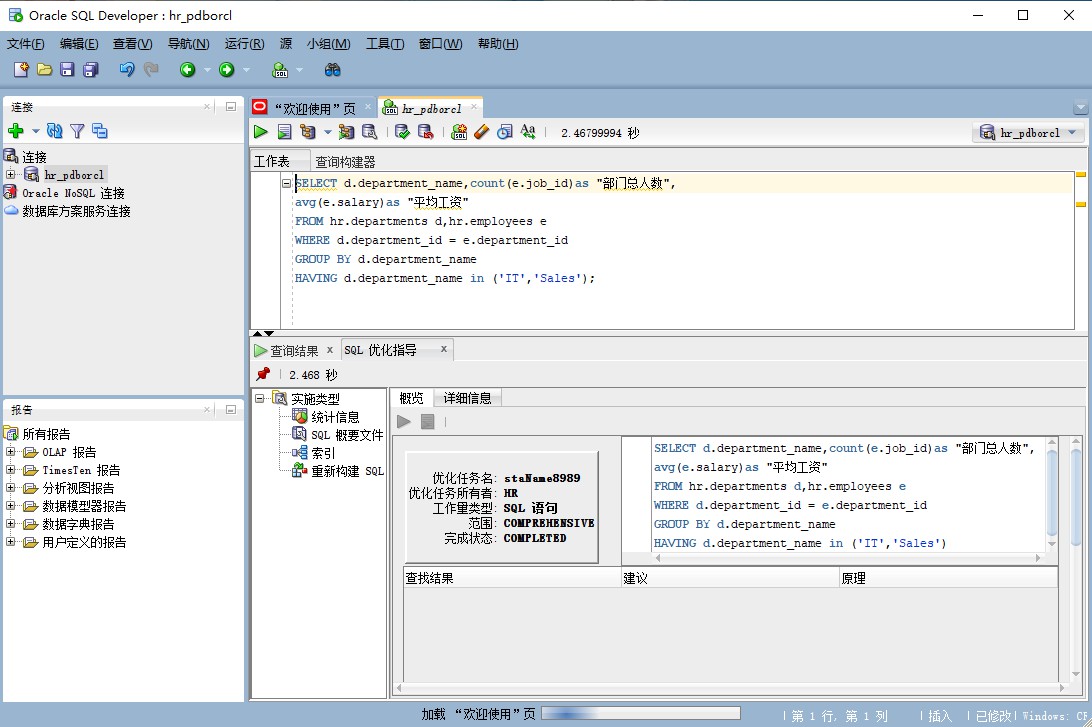 Oracle SQL Developer : hr_pdborcl
文件(F) 编辑(E) 查看(V) 导航(N) 运行(R) 源 小组(M) 工具(T) 窗口(W) 帮助(H)
连接
连接
hr_pdborcl
Oracle NoSQL 连接
数据库方案服务连接
报告
所有报告
OLAP 报告
TimesTen 报告
分析视图报告
数据模型器报告
数据字典报告
用户定义的报告
“欢迎使用”页 hr_pdborcl
2.46799994 秒 hr_pdborcl
工作表 查询构建器
SELECT d.department_name,count(e.job_id)as "部门总人数",
avg(e.salary)as "平均工资"
FROM hr.departments d,hr.employees e
WHERE d.department_id = e.department_id
GROUP BY d.department_name
HAVING d.department_name in ('IT','Sales');
查询结果 x SQL 优化指导 x
2.468 秒
实施类型
统计信息
SQL 概要文件
索引
重新构建 SQL
概览 详细信息
优化任务名: staName8989
优化任务所有者: HR
工作量类型: SQL 语句
范围: COMPREHENSIVE
完成状态: COMPLETED
SELECT d.department_name,count(e.job_id)as "部门总人数",
avg(e.salary)as "平均工资"
FROM hr.departments d,hr.employees e
WHERE d.department_id = e.department_id
GROUP BY d.department_name
HAVING d.department_name in ('IT','Sales')
查找结果 建议 原理
加载 “欢迎使用”页 第 1 行, 第 1 列 插入 已修改 Windows: